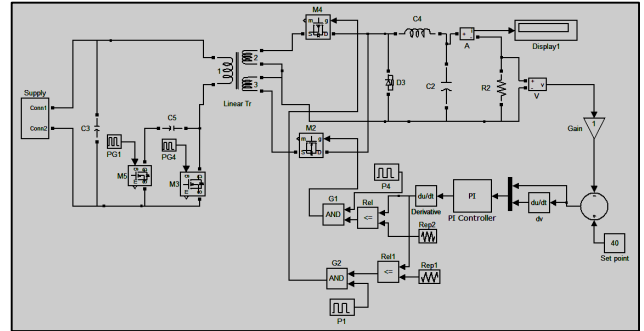 M4
g
S D
C4
A
Display1
2
1
3
Linear Tr
D3
C2
R2
V
Supply
Conn1
Conn2
C3
C5
PG1
PG4
M5
M3
M2
g
S D
1
Gain
P4
G1
AND
Rel
<=
du/dt
Derivative
PI
PI Controller
du/dt
dv
40
Set point
Rep2
G2
AND
Rel1
<=
Rep1
P1